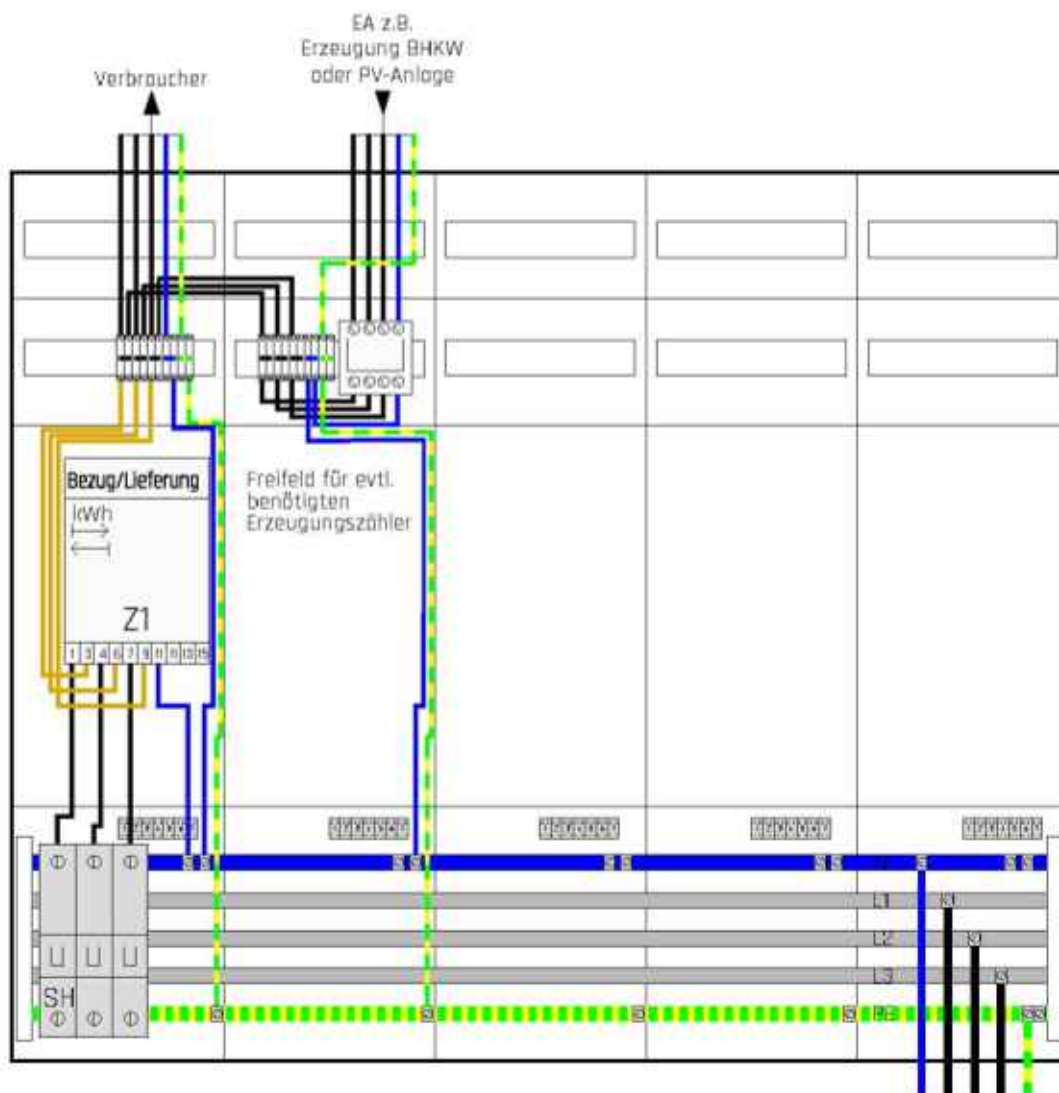 EA z.B.
Erzeugung BHKW
oder PV-Anlage
Verbraucher
Bezug/Lieferung
kWh
Z1
1 3 4 6 7 9 11
Freifeld für evtl.
benötigten
Erzeugungszähler
L1
L2
L3
SH